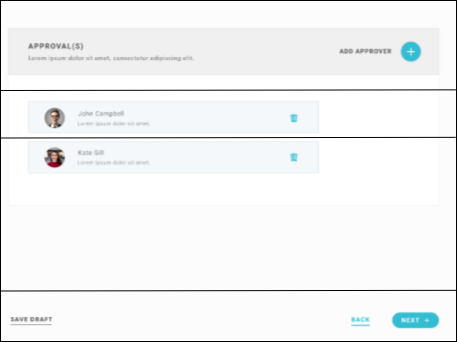 APPROVAL(S)
Lorem ipsum dolor sit amet, consectetur adipiscing elit.
ADD APPROVER
John Campbell
Lorem ipsum dolor sit amet
Kate Gill
Lorem ipsum dolor sit amet
SAVE DRAFT
BACK
NEXT